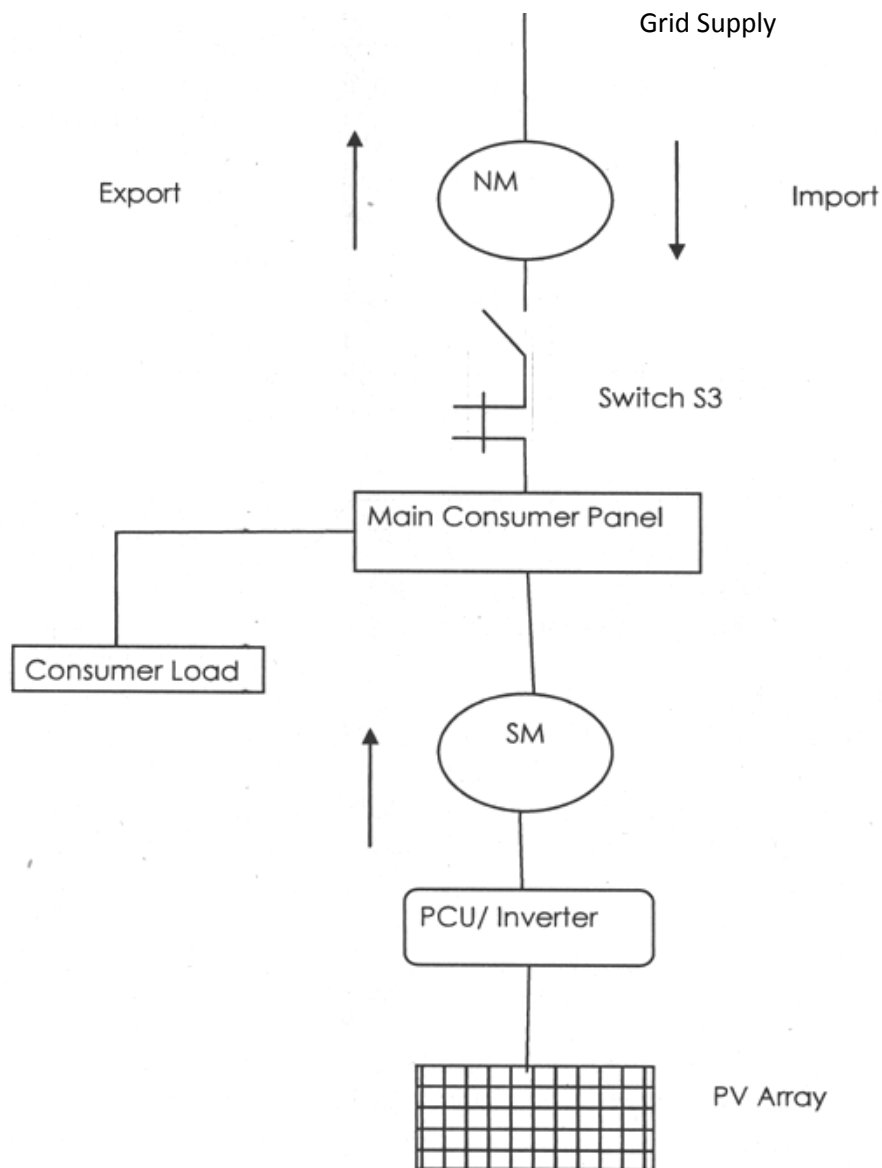 Grid Supply
NM
Export
Import
Switch S3
Main Consumer Panel
Consumer Load
SM
PCU/ Inverter
PV Array